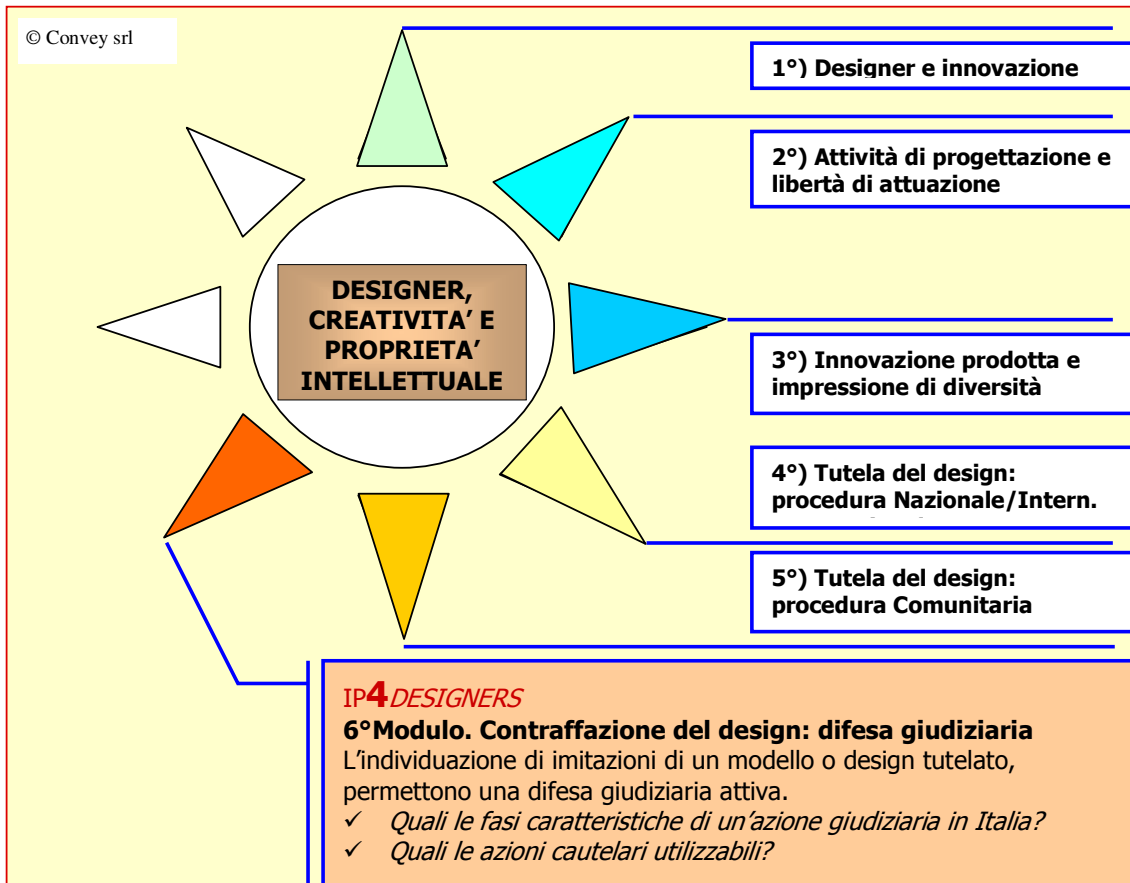 © Convey srl
1°) Designer e innovazione
2°) Attività di progettazione e
libertà di attuazione
DESIGNER,
CREATIVITA’ E
PROPRIETA’
INTELLETTUALE
3°) Innovazione prodotta e
impressione di diversità
4°) Tutela del design:
procedura Nazionale/Intern.
5°) Tutela del design:
procedura Comunitaria
IP4DESIGNERS
6°Modulo. Contraffazione del design: difesa giudiziaria
L’individuazione di imitazioni di un modello o design tutelato,
permettono una difesa giudiziaria attiva.
✓ Quali le fasi caratteristiche di un’azione giudiziaria in Italia?
✓ Quali le azioni cautelari utilizzabili?